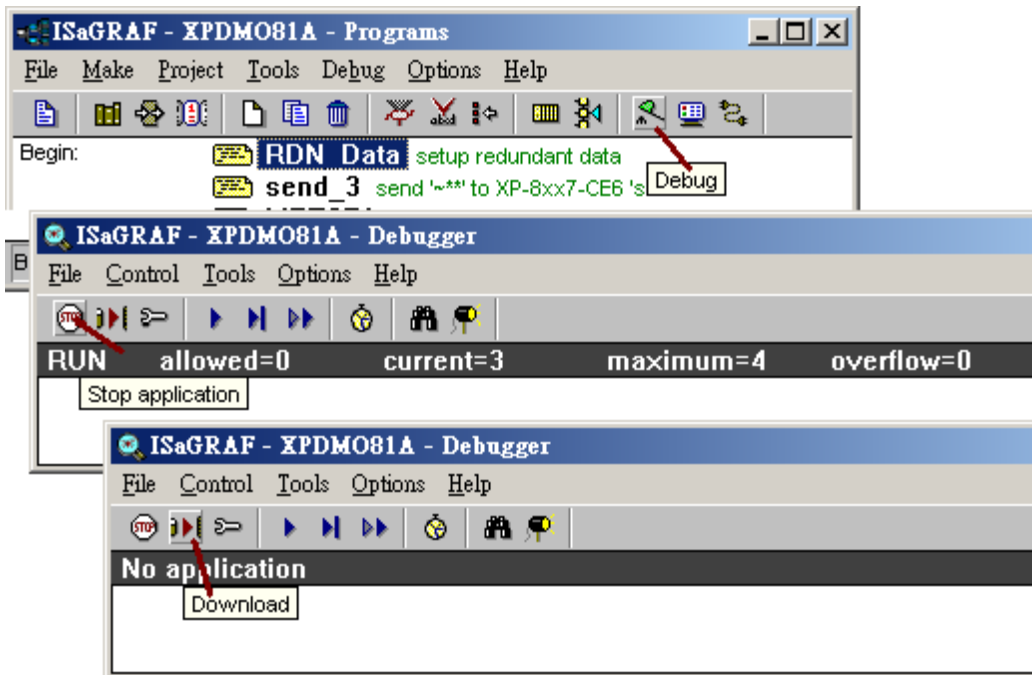 ISaGRAF - XPDMO81A - Programs
File Make Project Tools Debug Options Help
Begin: RDN_Data setup redundant data
send_3 send '~**' to XP-8xx7-CE6 's
Debug
ISaGRAF - XPDMO81A - Debugger
B
File Control Tools Options Help
STOP
RUN allowed=0 current=3 maximum=4 overflow=0
Stop application
ISaGRAF - XPDMO81A - Debugger
File Control Tools Options Help
STOP
No application
Download